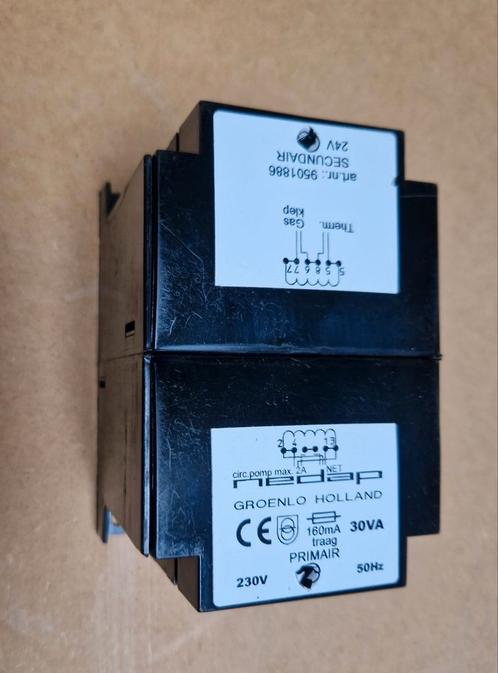 24V
SECUNDAIR
art.nr.: 9501886
Gas
klep
Therm.
7 7 6 8 5 5
2 4 1 3
circ.pomp max. 2A NET
nedap
GROENLO HOLLAND
CE 160mA 30VA
traag
PRIMAIR
230V 50Hz